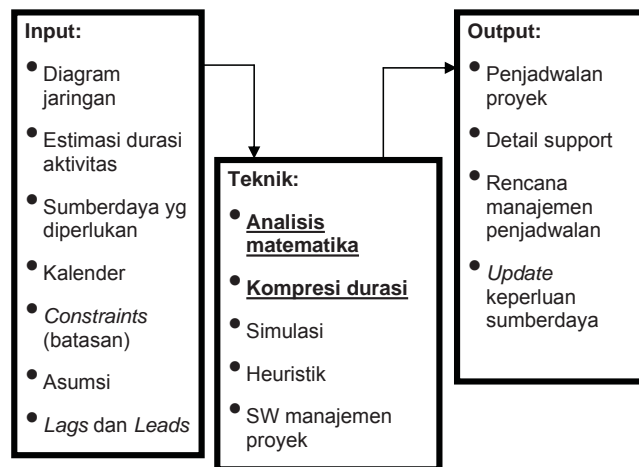 Input:
• Diagram
jaringan
• Estimasi durasi
aktivitas
• Sumberdaya yg
diperlukan
• Kalender
• Constraints
(batasan)
• Asumsi
• Lags dan Leads
Teknik:
• Analisis
matematika
• Kompresi durasi
• Simulasi
• Heuristik
• SW manajemen
proyek
Output:
• Penjadwalan
proyek
• Detail support
• Rencana
manajemen
penjadwalan
• Update
keperluan
sumberdaya